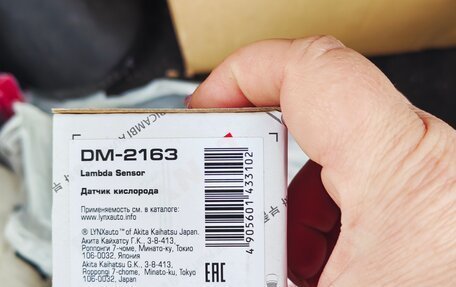 RICAMBI A
DM-2163
Lambda Sensor
Датчик кислорода
Применяемость см. в каталоге:
www.lynxauto.info
® LYNXauto™ of Akita Kaihatsu Japan.
Акита Кайхатсу Г.К., 3-8-413,
Роппонги 7-чоме, Минато-ку, Токио
106-0032, Япония
Akita Kaihatsu G.K., 3-8-413,
Roppongi 7-chome, Minato-ku, Tokyo
106-0032, Japan
4 905601 433102
EAC